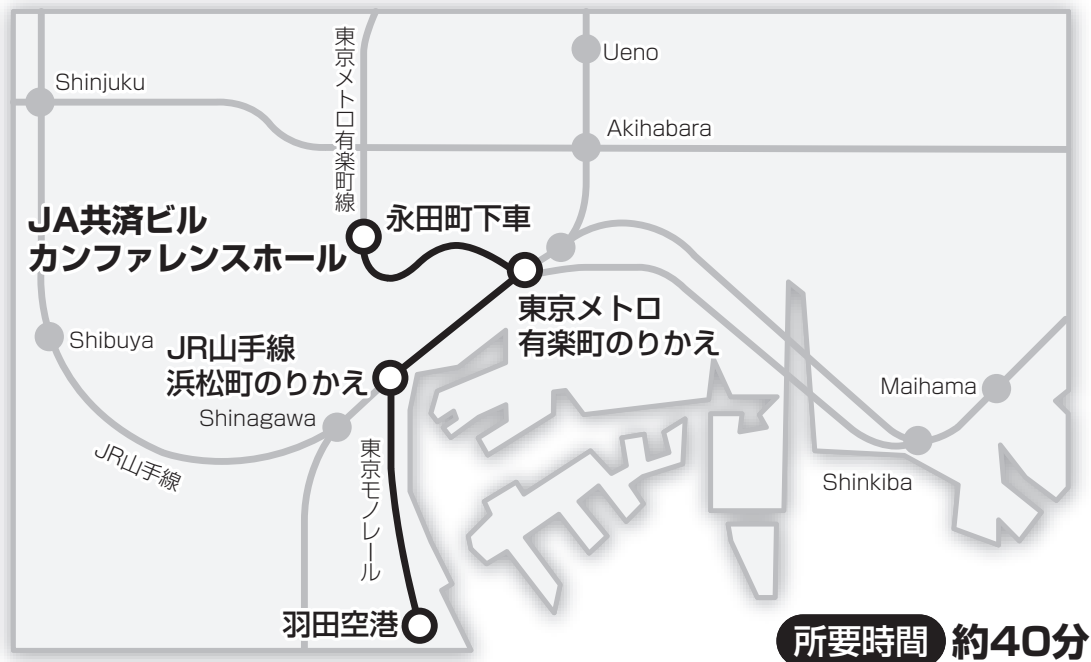 東京メトロ有楽町線
Ueno
Shinjuku
Akihabara
JA共済ビル
カンファレンスホール
永田町下車
東京メトロ
有楽町のりかえ
Shibuya
JR山手線
浜松町のりかえ
Maihama
Shinagawa
JR山手線
東京モノレール
Shinkiba
羽田空港
所要時間 約40分